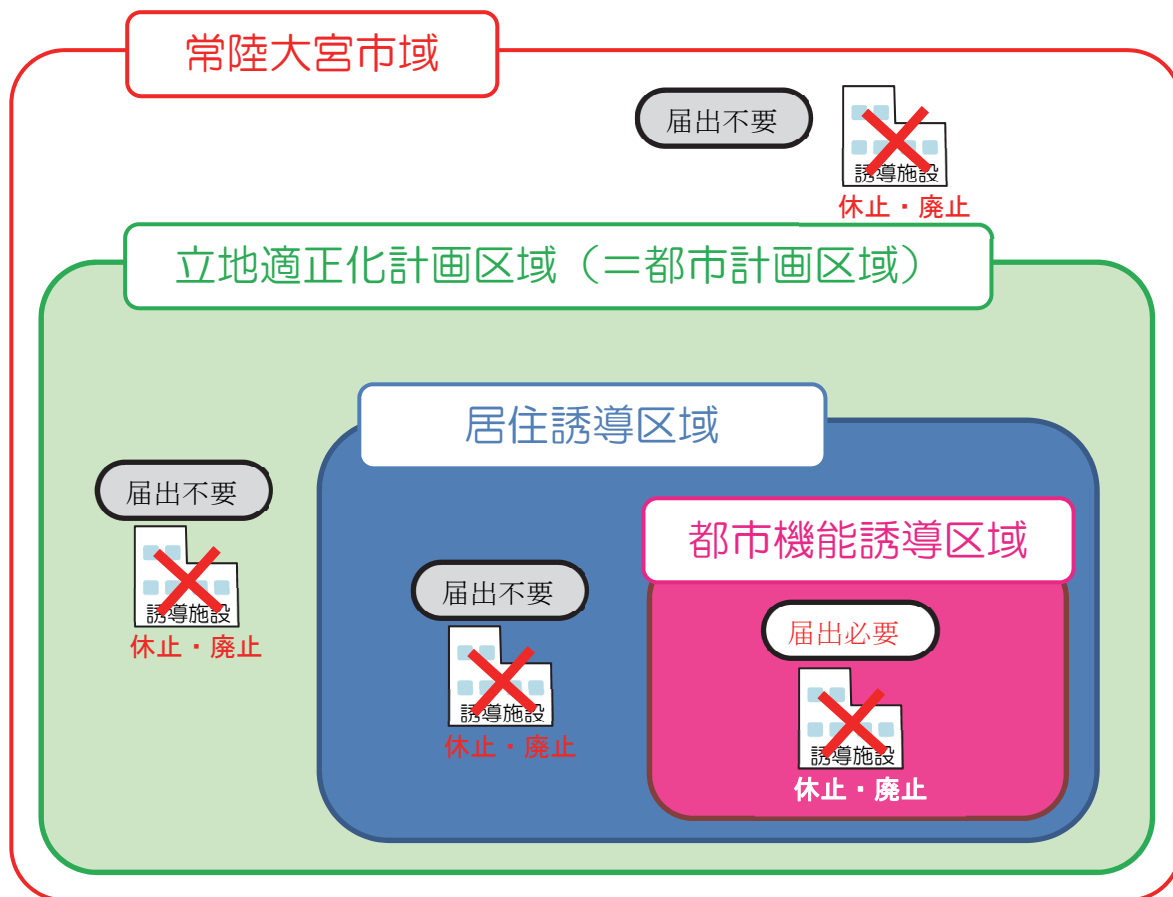 常陸大宮市域
届出不要
誘導施設
休止・廃止
立地適正化計画区域（＝都市計画区域）
居住誘導区域
届出不要
誘導施設
休止・廃止
都市機能誘導区域
届出不要
誘導施設
休止・廃止
届出必要
誘導施設
休止・廃止